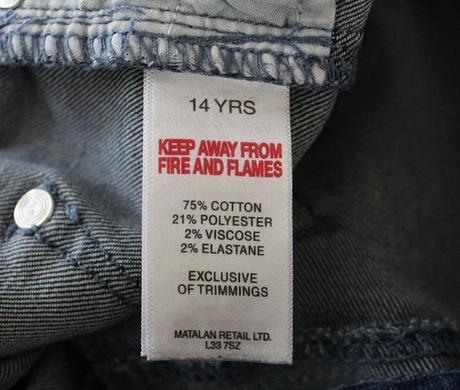 14 YRS
KEEP AWAY FROM
FIRE AND FLAMES
75% COTTON
21% POLYESTER
2% VISCOSE
2% ELASTANE
EXCLUSIVE
OF TRIMMINGS
MATALAN RETAIL LTD.
L33 7SZ